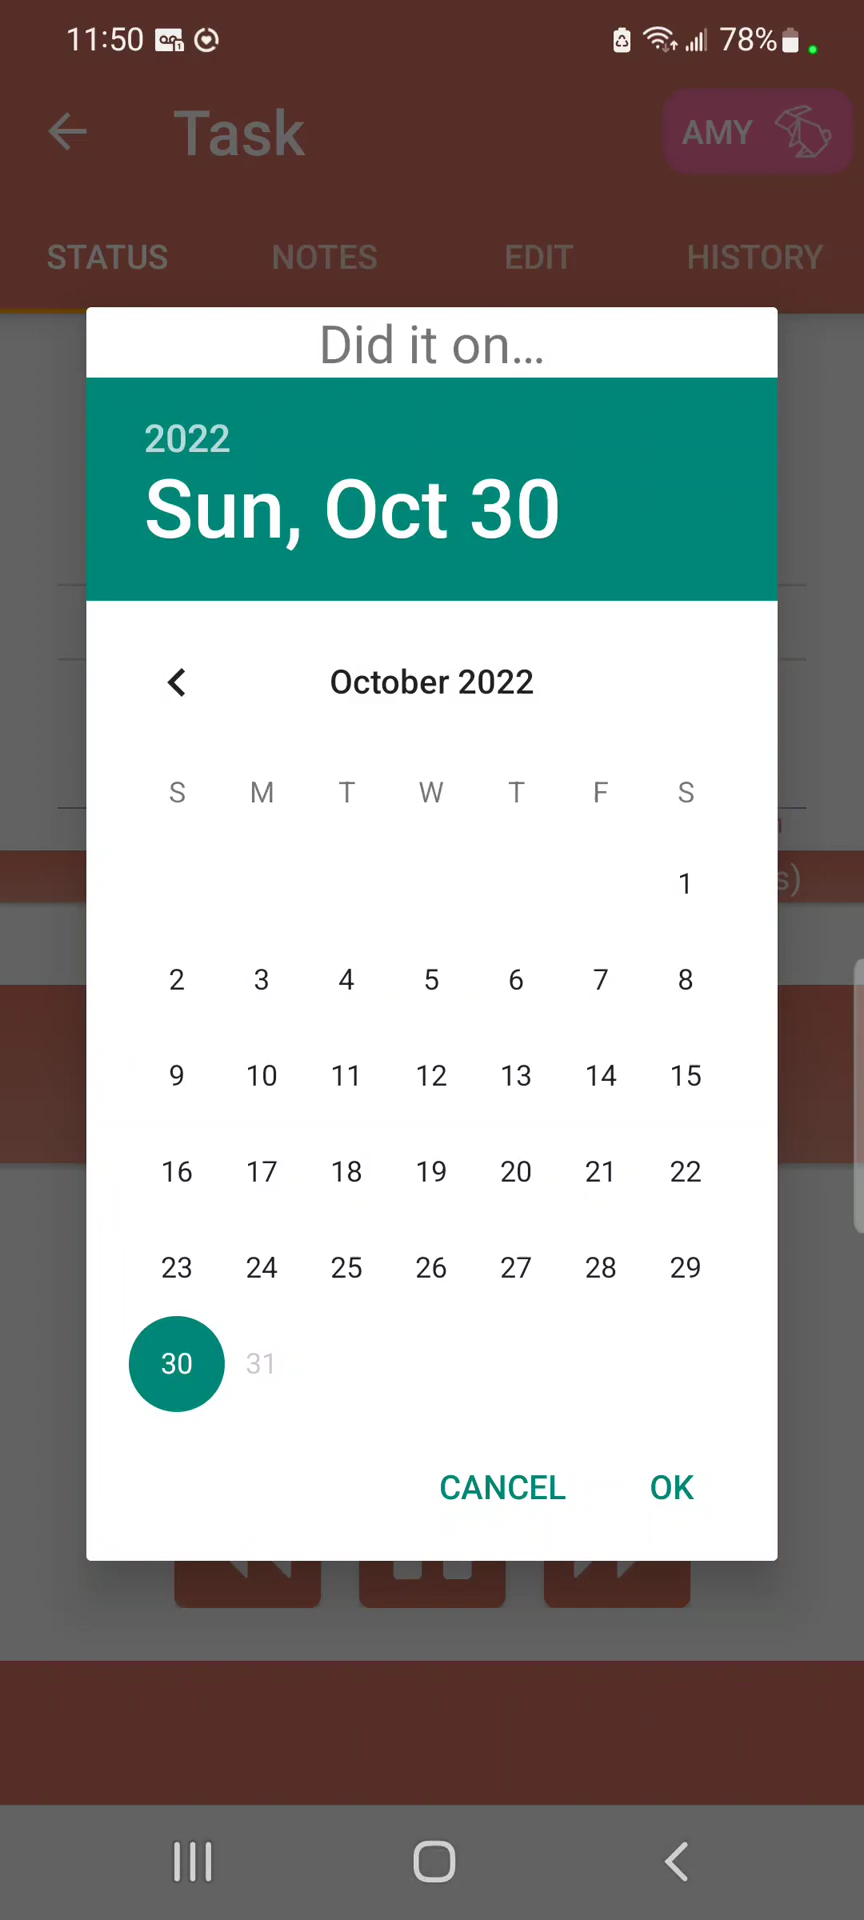 11:50 78%
Task AMY
STATUS NOTES EDIT HISTORY
Did it on...
2022
Sun, Oct 30
October 2022
S M T W T F S
1
2 3 4 5 6 7 8
9 10 11 12 13 14 15
16 17 18 19 20 21 22
23 24 25 26 27 28 29
30 31
CANCEL OK